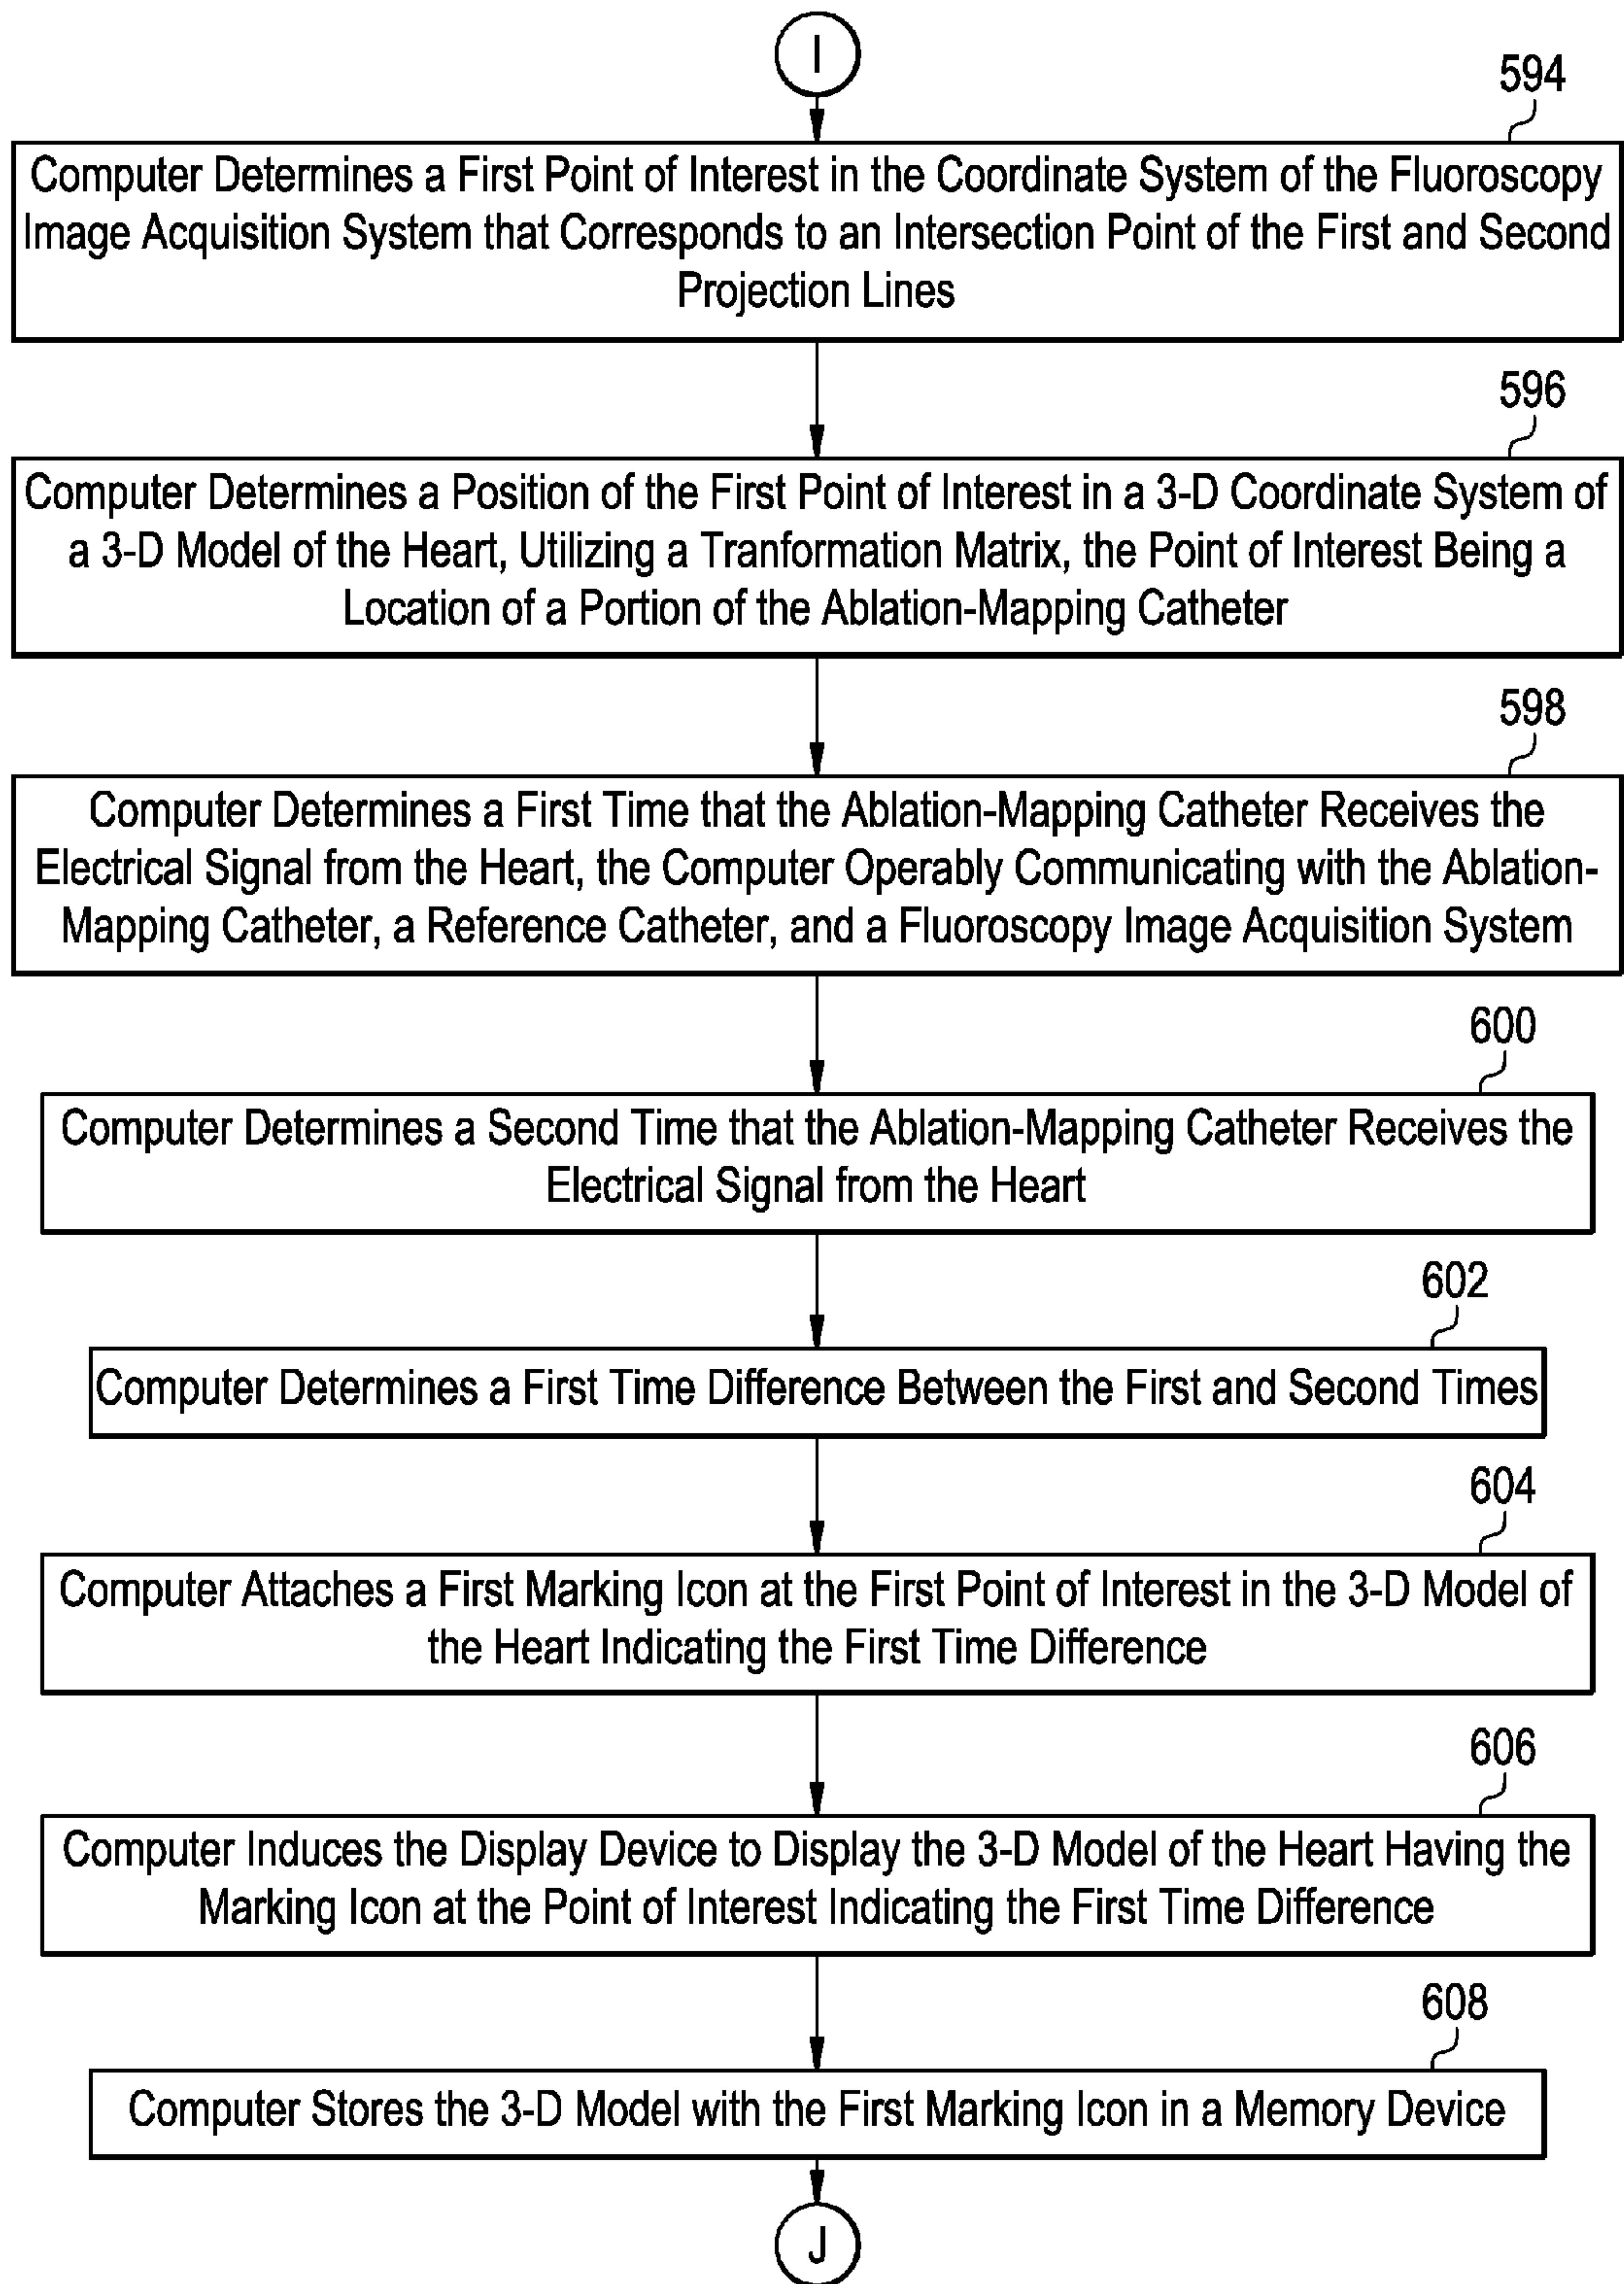 I
594
Computer Determines a First Point of Interest in the Coordinate System of the Fluoroscopy
Image Acquisition System that Corresponds to an Intersection Point of the First and Second
Projection Lines
596
Computer Determines a Position of the First Point of Interest in a 3-D Coordinate System of
a 3-D Model of the Heart, Utilizing a Tranformation Matrix, the Point of Interest Being a
Location of a Portion of the Ablation-Mapping Catheter
598
Computer Determines a First Time that the Ablation-Mapping Catheter Receives the
Electrical Signal from the Heart, the Computer Operably Communicating with the Ablation-
Mapping Catheter, a Reference Catheter, and a Fluoroscopy Image Acquisition System
600
Computer Determines a Second Time that the Ablation-Mapping Catheter Receives the
Electrical Signal from the Heart
602
Computer Determines a First Time Difference Between the First and Second Times
604
Computer Attaches a First Marking Icon at the First Point of Interest in the 3-D Model of
the Heart Indicating the First Time Difference
606
Computer Induces the Display Device to Display the 3-D Model of the Heart Having the
Marking Icon at the Point of Interest Indicating the First Time Difference
608
Computer Stores the 3-D Model with the First Marking Icon in a Memory Device
J